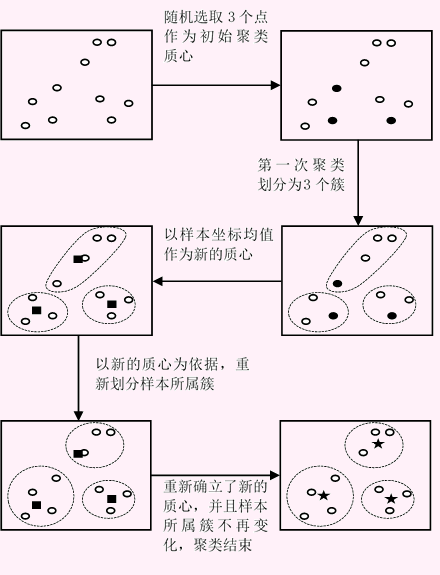 随机选取 3 个点
作为初始聚类
质心
第一次聚类
划分为3 个簇
以样本坐标均值
作为新的质心
以新的质心为依据，重
新划分样本所属簇
重新确立了新的
质心，并且样本
所属簇不再变
化，聚类结束